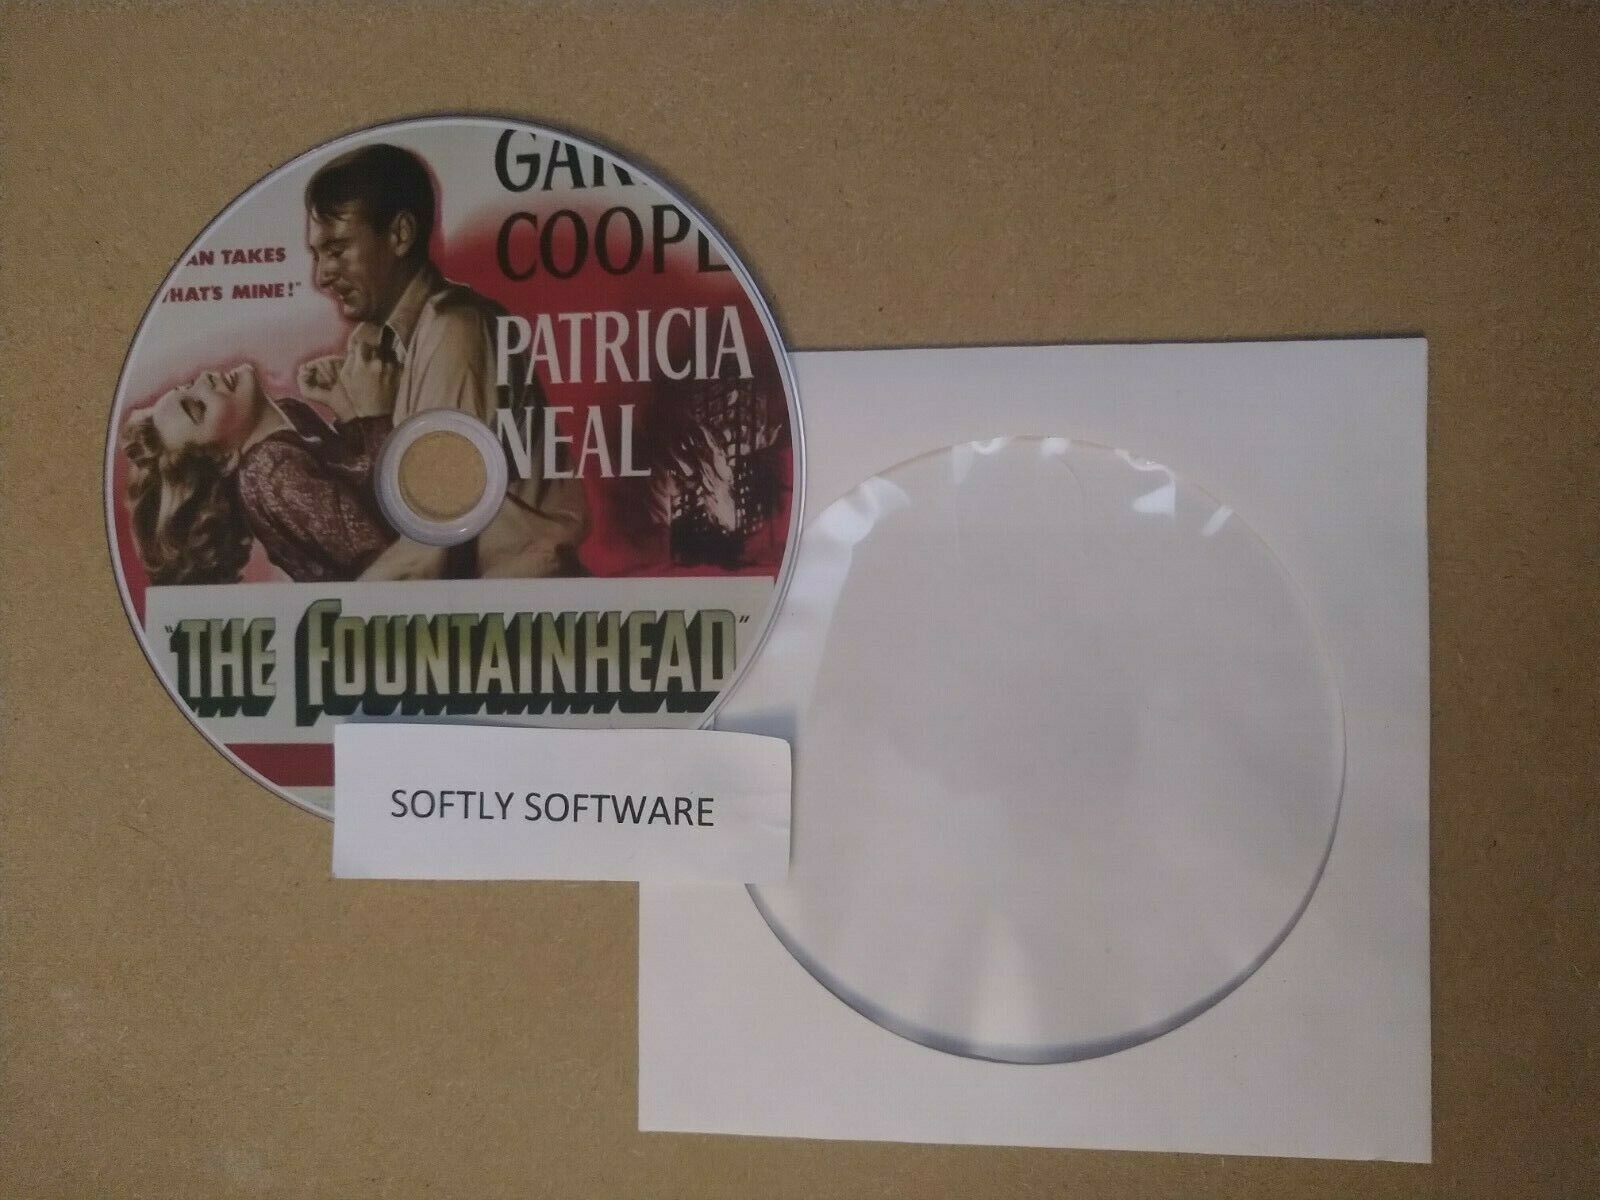 COOPE
AN TAKES
HAT'S MINE!"
PATRICIA
NEAL
"THE FOUNTAINHEAD"
SOFTLY SOFTWARE